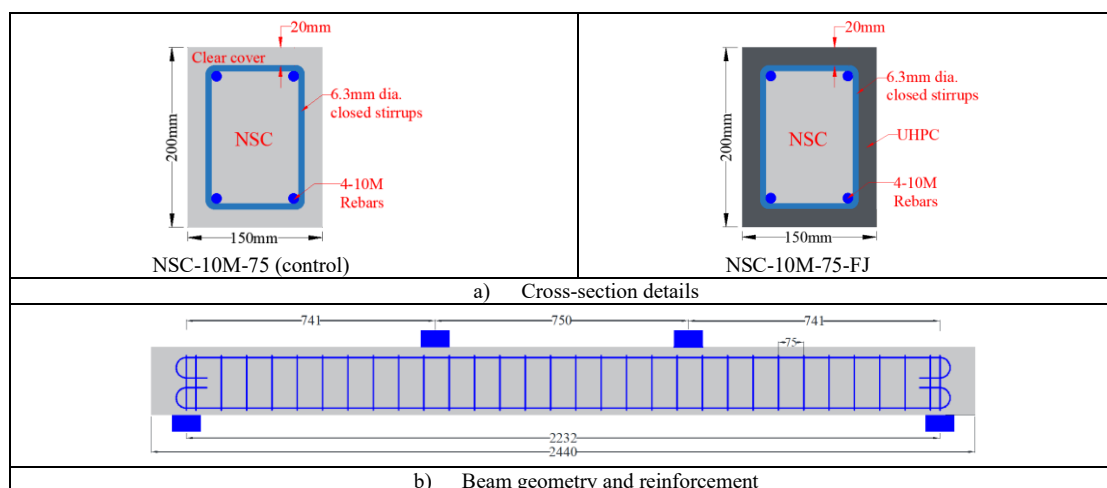 20mm
Clear cover
6.3mm dia.
closed stirrups
NSC
200mm
4-10M
Rebars
150mm
NSC-10M-75 (control)
20mm
6.3mm dia.
closed stirrups
NSC
UHPC
200mm
4-10M
Rebars
150mm
NSC-10M-75-FJ
a) Cross-section details
741
750
741
75
2232
2440
b) Beam geometry and reinforcement